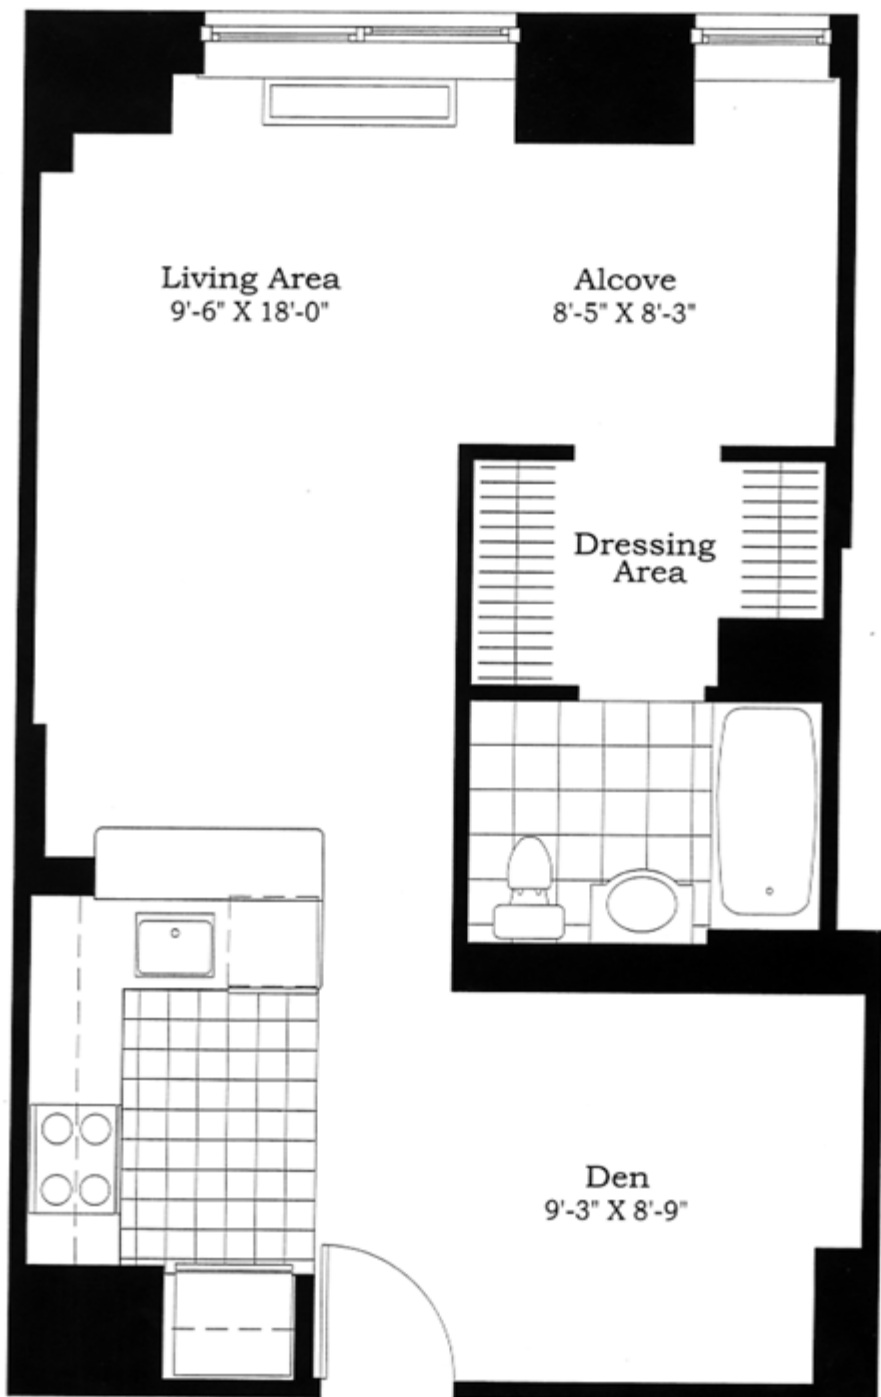 Living Area
9'-6" X 18'-0"
Alcove
8'-5" X 8'-3"
Dressing
Area
Den
9'-3" X 8'-9"